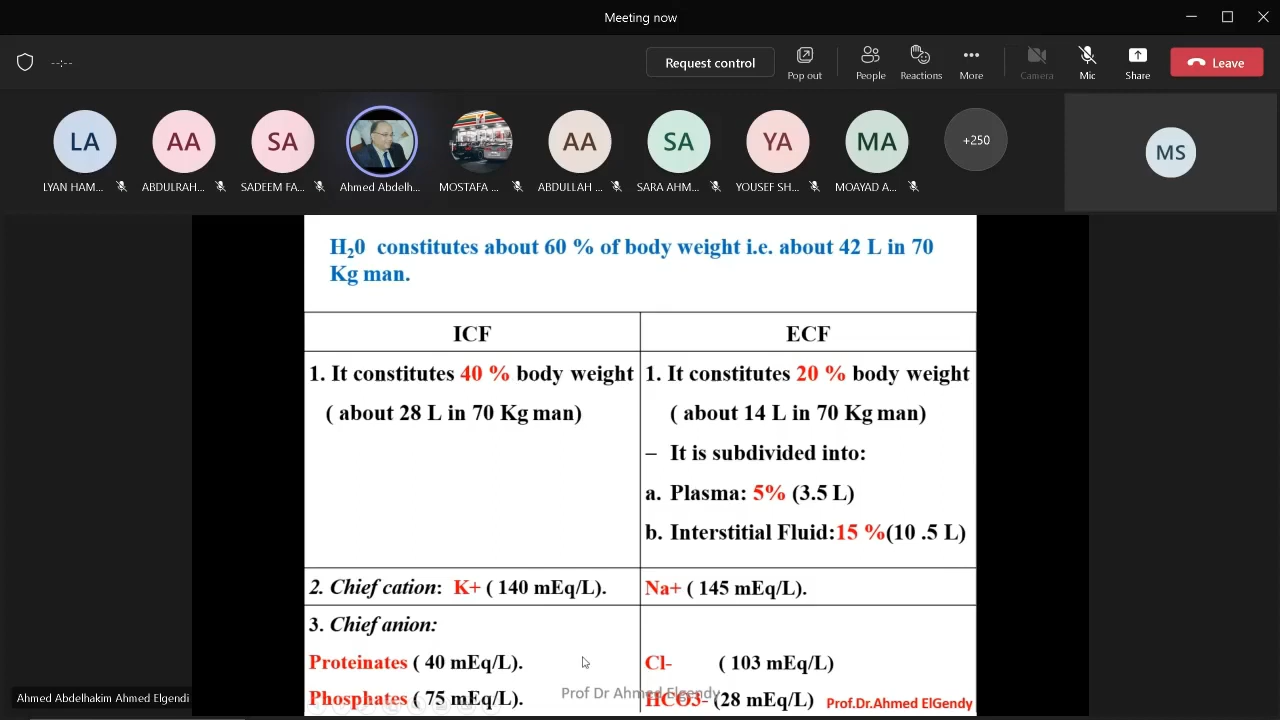 Meeting now
--:--
Request control
Pop out
People
Reactions
More
Camera
Mic
Share
Leave
LA
AA
SA
AA
SA
YA
MA
+250
MS
LYAN HAM...
ABDULRAH...
SADEEM FA...
Ahmed Abdelh...
MOSTAFA ...
ABDULLAH ...
SARA AHM...
YOUSEF SH...
MOAYAD A...
H20 constitutes about 60 % of body weight i.e. about 42 L in 70
Kg man.
ICF
1. It constitutes 40 % body weight
( about 28 L in 70 Kg man)
ECF
1. It constitutes 20 % body weight
( about 14 L in 70 Kg man)
– It is subdivided into:
a. Plasma: 5% (3.5 L)
b. Interstitial Fluid:15 %(10 .5 L)
2. Chief cation: K+ ( 140 mEq/L).
Na+ ( 145 mEq/L).
3. Chief anion:
Proteinates ( 40 mEq/L).
Phosphates ( 75 mEq/L).
Cl- ( 103 mEq/L)
HCO3- (28 mEq/L)
Prof Dr Ahmed Elgendy
Prof.Dr.Ahmed ElGendy
Ahmed Abdelhakim Ahmed Elgendi